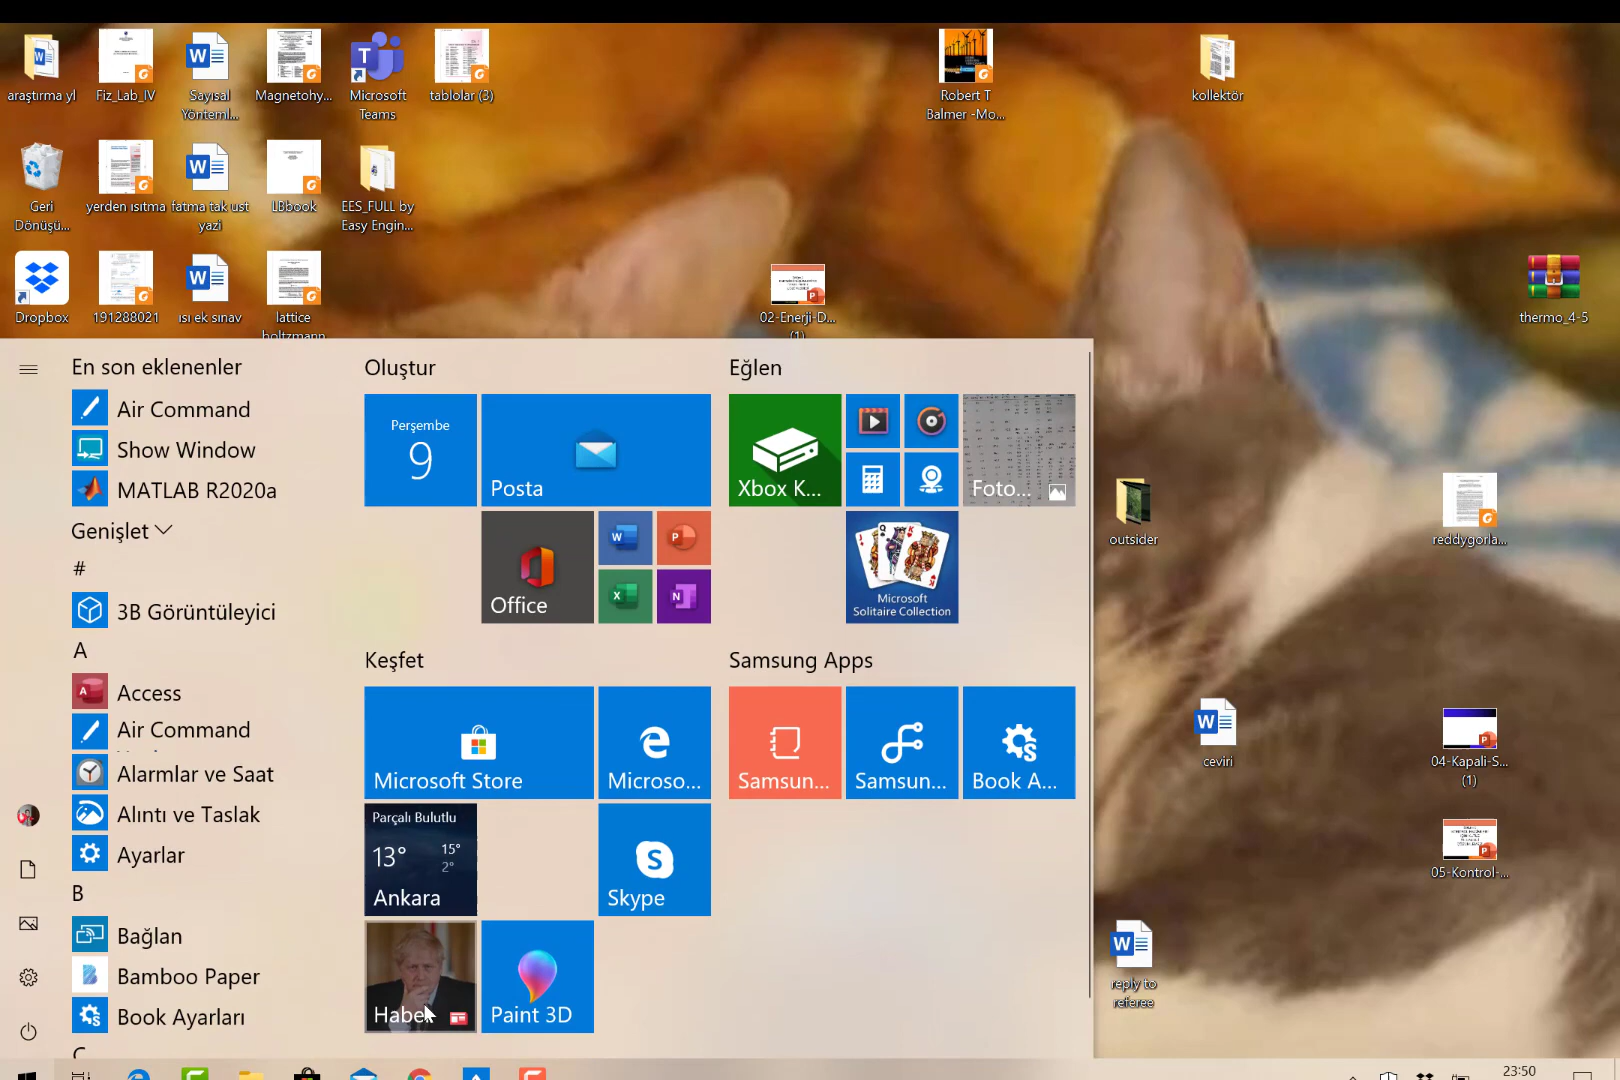 araştırma yl
Fiz_Lab_IV
Sayısal
Yönteml...
Magnetohy...
Microsoft
Teams
tablolar (3)
Robert T
Balmer -Mo...
kollektör
Geri
Dönüşü...
yerden ısıtma
fatma tak ust
yazi
LBbook
EES_FULL by
Easy Engin...
Dropbox
191288021
ısı ek sınav
lattice
boltzmann
02-Enerji-D...
(1)
thermo_4-5
En son eklenenler
Air Command
Show Window
MATLAB R2020a
Genişlet
#
3B Görüntüleyici
A
Access
Air Command
Alarmlar ve Saat
Alıntı ve Taslak
Ayarlar
B
Bağlan
Bamboo Paper
Book Ayarları
C
Oluştur
Perşembe
9
Posta
Office
Eğlen
Xbox K...
Foto...
Microsoft
Solitaire Collection
Keşfet
Microsoft Store
Microso...
Parçalı Bulutlu
13°
15°
2°
Ankara
Skype
Paint 3D
Samsung Apps
Samsun...
Samsun...
Book A...
outsider
reddygorla...
ceviri
04-Kapali-S...
(1)
05-Kontrol-...
reply to
referee
23:50